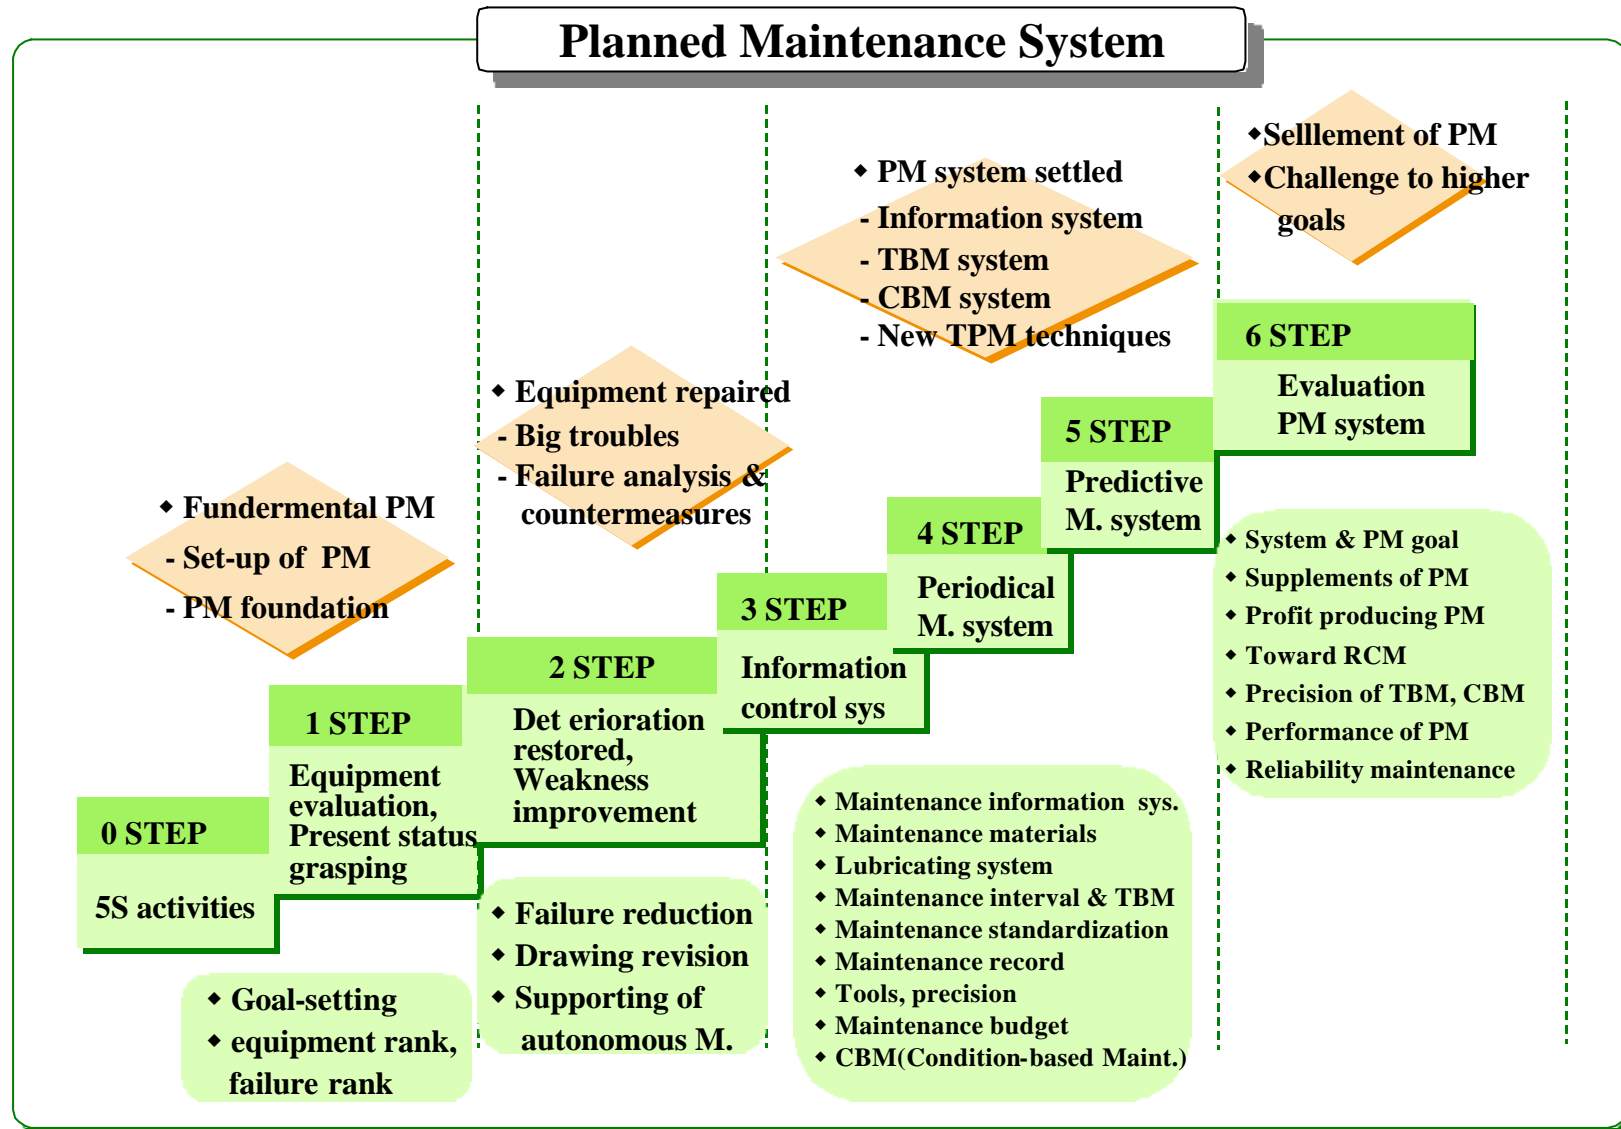 Planned Maintenance System
◆ Fundermental PM
- Set-up of PM
- PM foundation
◆ Equipment repaired
- Big troubles
- Failure analysis &
countermeasures
◆ PM system settled
- Information system
- TBM system
- CBM system
- New TPM techniques
◆Selllement of PM
◆Challenge to higher
goals
0 STEP
5S activities
1 STEP
Equipment
evaluation,
Present status
grasping
2 STEP
Det erioration
restored,
Weakness
improvement
3 STEP
Information
control sys
4 STEP
Periodical
M. system
5 STEP
Predictive
M. system
6 STEP
Evaluation
PM system
◆ Goal-setting
◆ equipment rank,
failure rank
◆ Failure reduction
◆ Drawing revision
◆ Supporting of
autonomous M.
◆ Maintenance information sys.
◆ Maintenance materials
◆ Lubricating system
◆ Maintenance interval & TBM
◆ Maintenance standardization
◆ Maintenance record
◆ Tools, precision
◆ Maintenance budget
◆ CBM(Condition-based Maint.)
◆ System & PM goal
◆ Supplements of PM
◆ Profit producing PM
◆ Toward RCM
◆ Precision of TBM, CBM
◆ Performance of PM
◆ Reliability maintenance